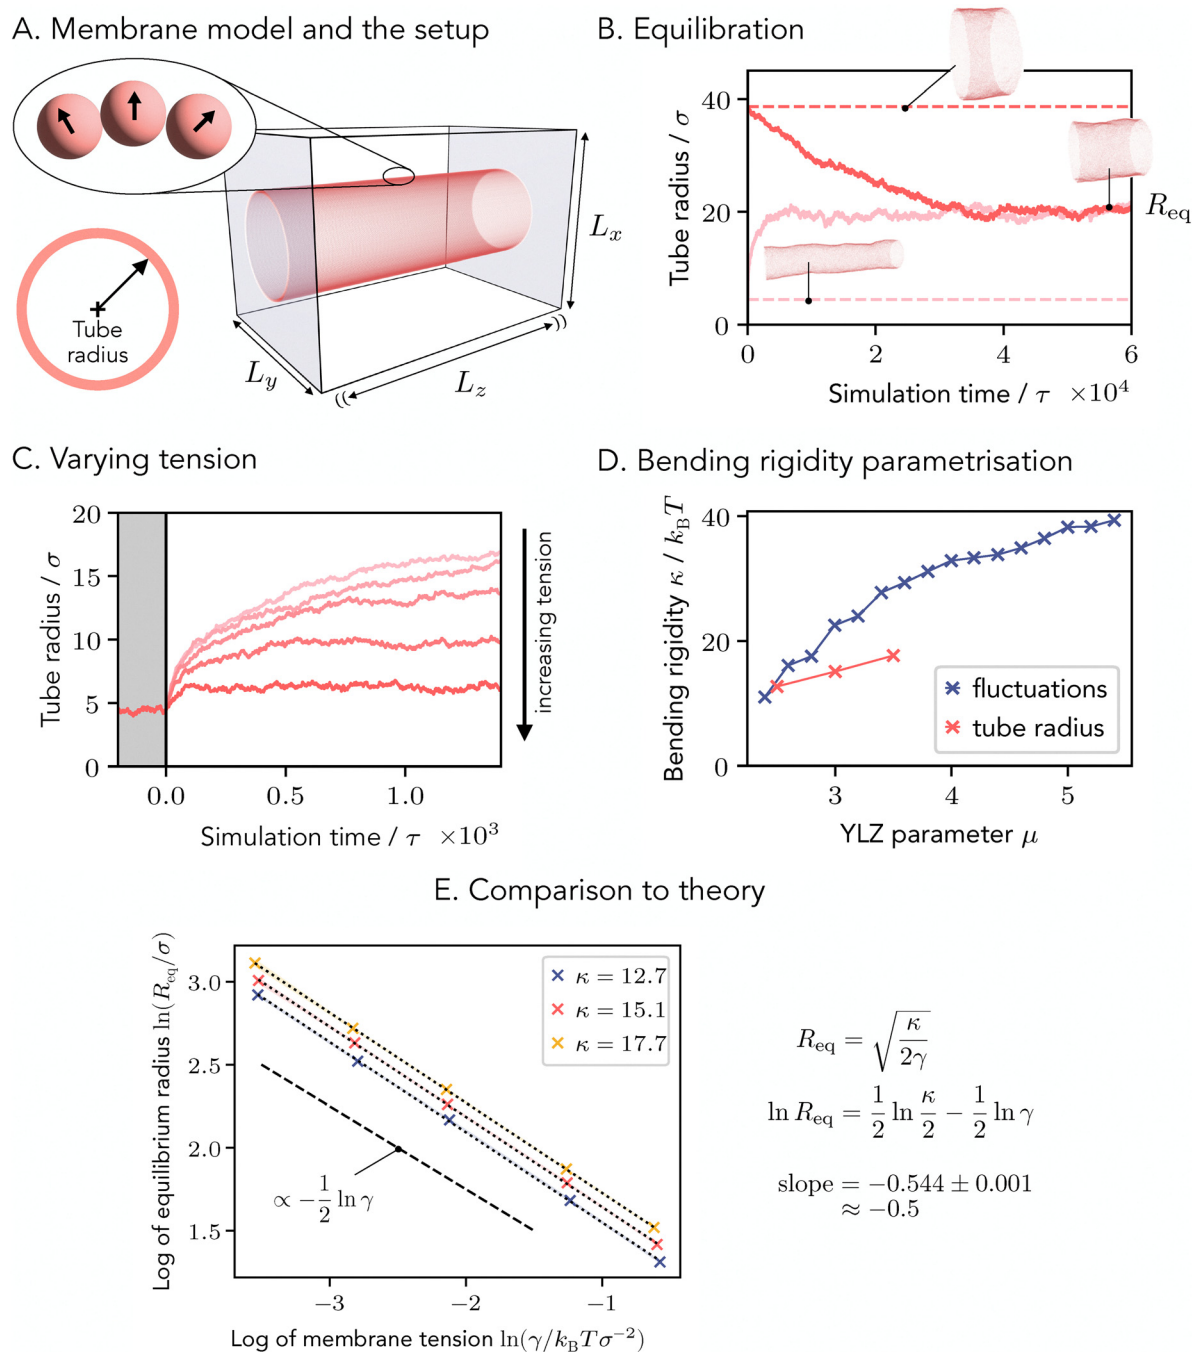 A. Membrane model and the setup
Tube
radius
L_x
L_y
L_z
B. Equilibration
Tube radius / σ
40
20
0
0
2
4
6
R_eq
Simulation time / τ ×10^4
C. Varying tension
Tube radius / σ
20
15
10
5
0
0.0
0.5
1.0
increasing tension
Simulation time / τ ×10^3
D. Bending rigidity parametrisation
Bending rigidity κ / k_BT
40
20
0
3
4
5
fluctuations
tube radius
YLZ parameter μ
E. Comparison to theory
Log of equilibrium radius ln(R_eq/σ)
3.0
2.5
2.0
1.5
κ = 12.7
κ = 15.1
κ = 17.7
∝ −1/2 ln γ
−3
−2
−1
Log of membrane tension ln(γ/k_BTσ^−2)
R_eq = √(κ/2γ)
ln R_eq = 1/2 ln κ/2 − 1/2 ln γ
slope = −0.544 ± 0.001
≈ −0.5